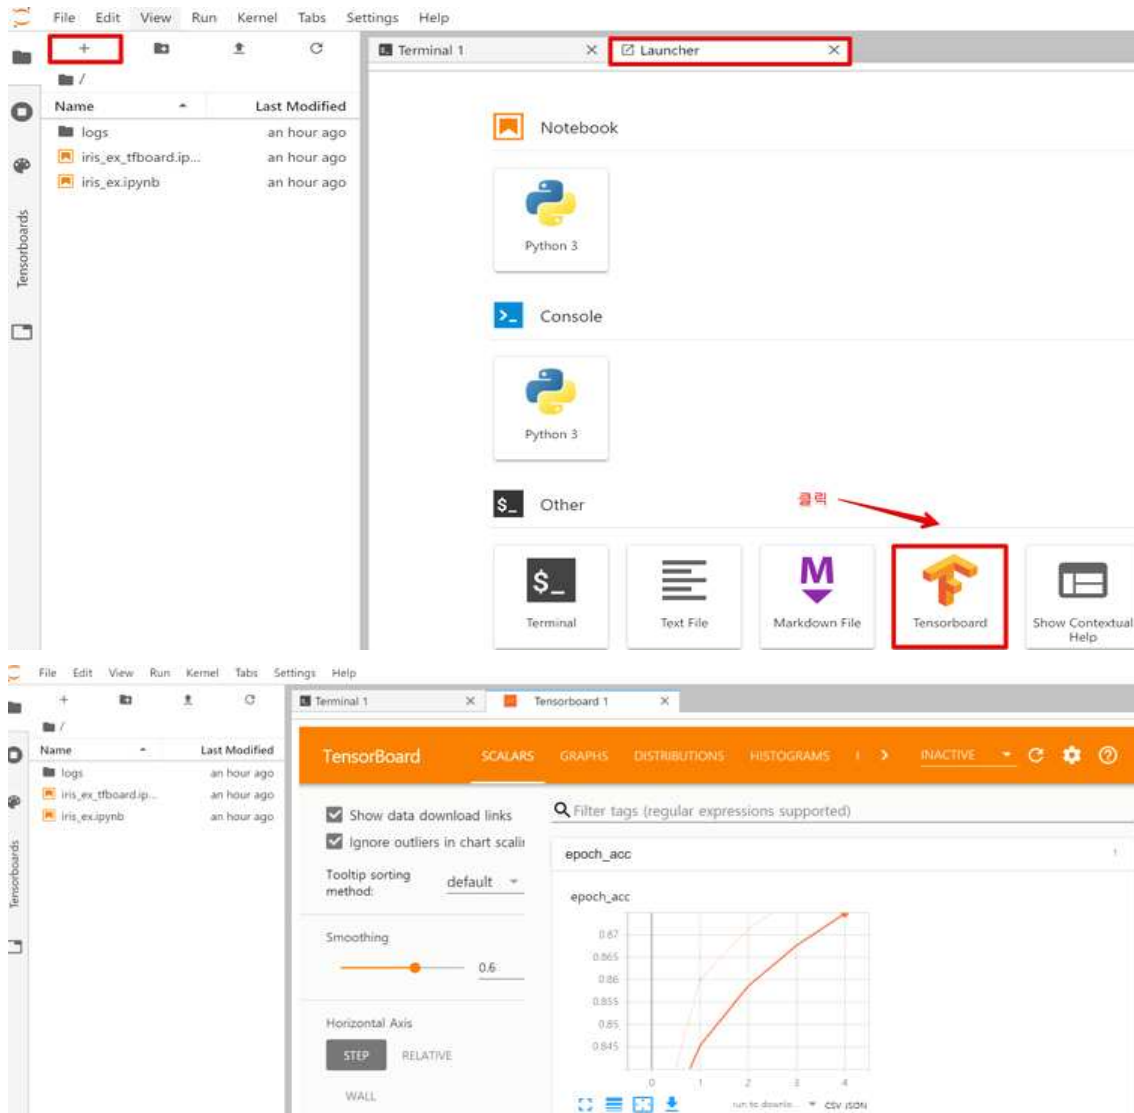 File Edit View Run Kernel Tabs Settings Help
+
Terminal 1 ×
Launcher ×
/
Name Last Modified
logs an hour ago
iris_ex_tfboard.ip... an hour ago
iris_ex.ipynb an hour ago
Tensorboards
Notebook
Python 3
>_ Console
Python 3
$_ Other
클릭
$_
Terminal
Text File
M
Markdown File
Tensorboard
Show Contextual
Help
File Edit View Run Kernel Tabs Settings Help
+
Terminal 1 ×
Tensorboard 1 ×
/
Name Last Modified
logs an hour ago
iris_ex_tfboard.ip... an hour ago
iris_ex.ipynb an hour ago
Tensorboards
TensorBoard SCALARS GRAPHS DISTRIBUTIONS HISTOGRAMS INACTIVE
Show data download links
Ignore outliers in chart scalin
Tooltip sorting
method: default
Smoothing
0.6
Horizontal Axis
STEP RELATIVE
WALL
Filter tags (regular expressions supported)
epoch_acc 1
epoch_acc
0.87
0.865
0.86
0.855
0.85
0.845
0 1 2 3 4
run to downlo... CSV JSON